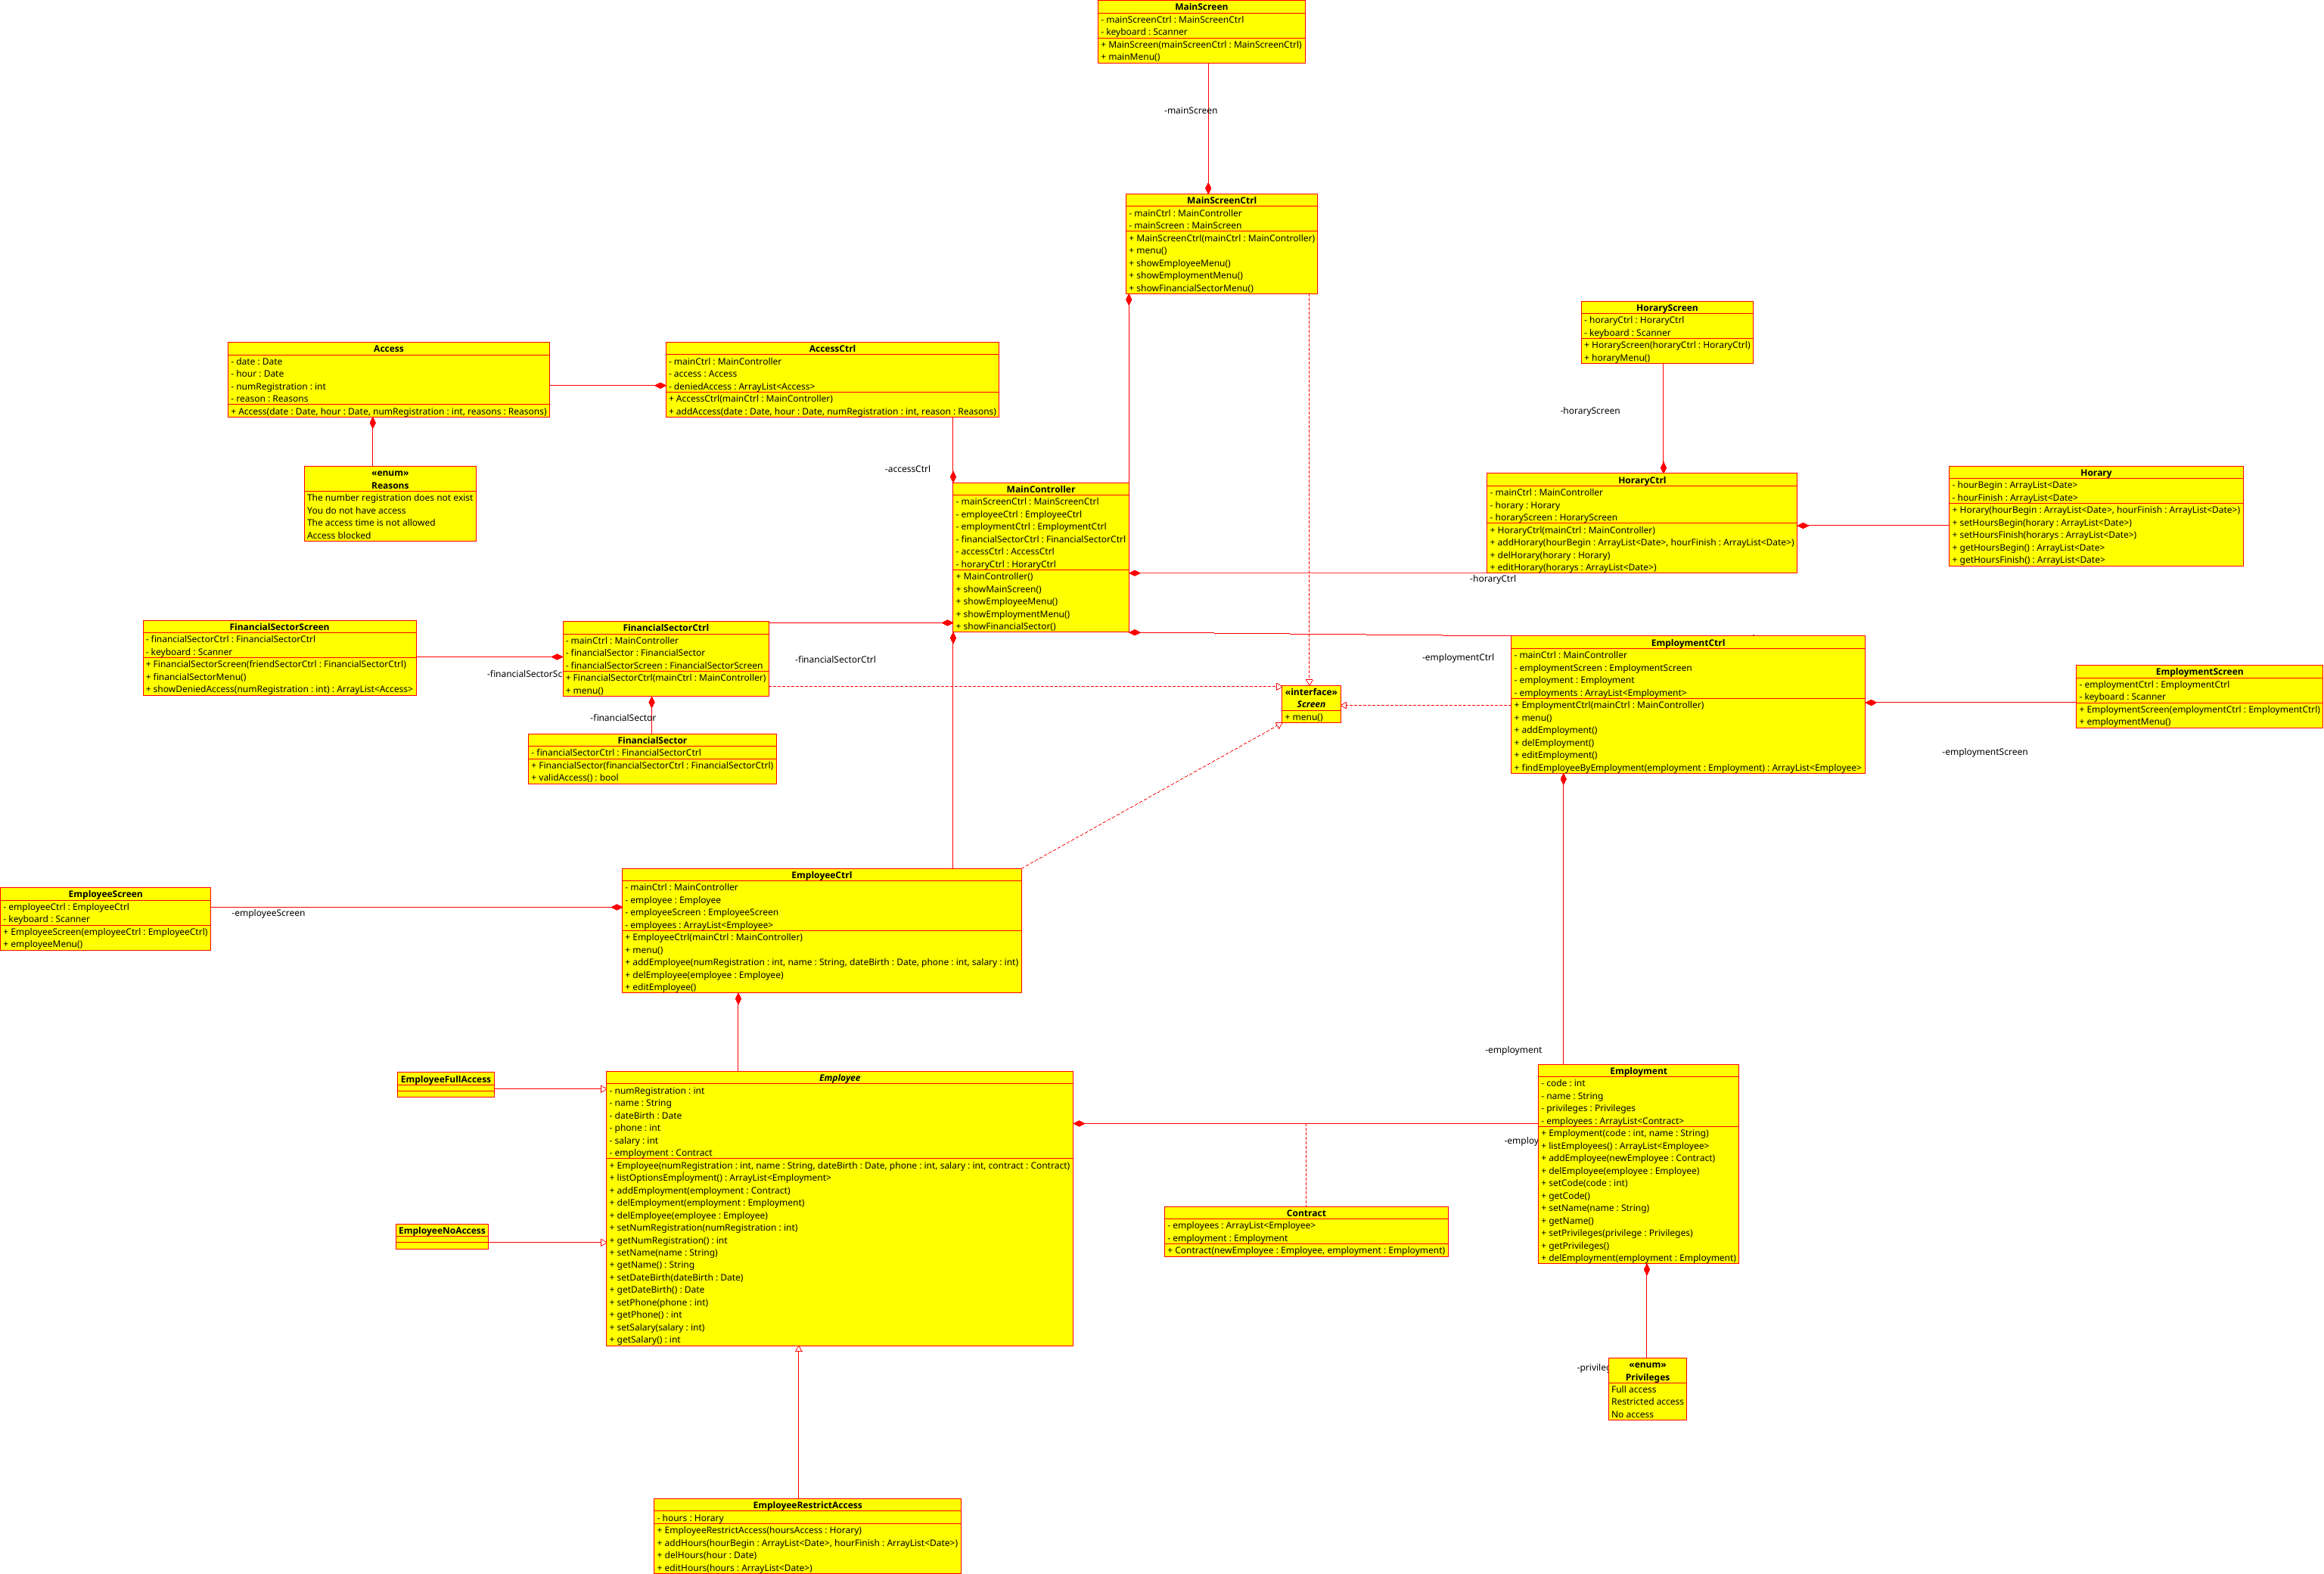 MainScreen
- mainScreenCtrl : MainScreenCtrl
- keyboard : Scanner
+ MainScreen(mainScreenCtrl : MainScreenCtrl)
+ mainMenu()
-mainScreen
MainScreenCtrl
- mainCtrl : MainController
- mainScreen : MainScreen
+ MainScreenCtrl(mainCtrl : MainController)
+ menu()
+ showEmployeeMenu()
+ showEmploymentMenu()
+ showFinancialSectorMenu()
HoraryScreen
- horaryCtrl : HoraryCtrl
- keyboard : Scanner
+ HoraryScreen(horaryCtrl : HoraryCtrl)
+ horaryMenu()
-horaryScreen
Access
- date : Date
- hour : Date
- numRegistration : int
- reason : Reasons
+ Access(date : Date, hour : Date, numRegistration : int, reasons : Reasons)
AccessCtrl
- mainCtrl : MainController
- access : Access
- deniedAccess : ArrayList<Access>
+ AccessCtrl(mainCtrl : MainController)
+ addAccess(date : Date, hour : Date, numRegistration : int, reason : Reasons)
-accessCtrl
«enum»
Reasons
The number registration does not exist
You do not have access
The access time is not allowed
Access blocked
MainController
- mainScreenCtrl : MainScreenCtrl
- employeeCtrl : EmployeeCtrl
- employmentCtrl : EmploymentCtrl
- financialSectorCtrl : FinancialSectorCtrl
- accessCtrl : AccessCtrl
- horaryCtrl : HoraryCtrl
+ MainController()
+ showMainScreen()
+ showEmployeeMenu()
+ showEmploymentMenu()
+ showFinancialSector()
HoraryCtrl
- mainCtrl : MainController
- horary : Horary
- horaryScreen : HoraryScreen
+ HoraryCtrl(mainCtrl : MainController)
+ addHorary(hourBegin : ArrayList<Date>, hourFinish : ArrayList<Date>)
+ delHorary(horary : Horary)
+ editHorary(horarys : ArrayList<Date>)
-horaryCtrl
Horary
- hourBegin : ArrayList<Date>
- hourFinish : ArrayList<Date>
+ Horary(hourBegin : ArrayList<Date>, hourFinish : ArrayList<Date>)
+ setHoursBegin(horary : ArrayList<Date>)
+ setHoursFinish(horarys : ArrayList<Date>)
+ getHoursBegin() : ArrayList<Date>
+ getHoursFinish() : ArrayList<Date>
FinancialSectorScreen
- financialSectorCtrl : FinancialSectorCtrl
- keyboard : Scanner
+ FinancialSectorScreen(friendSectorCtrl : FinancialSectorCtrl)
+ financialSectorMenu()
+ showDeniedAccess(numRegistration : int) : ArrayList<Access>
-financialSectorSc
FinancialSectorCtrl
- mainCtrl : MainController
- financialSector : FinancialSector
- financialSectorScreen : FinancialSectorScreen
+ FinancialSectorCtrl(mainCtrl : MainController)
+ menu()
-financialSectorCtrl
-financialSector
FinancialSector
- financialSectorCtrl : FinancialSectorCtrl
+ FinancialSector(financialSectorCtrl : FinancialSectorCtrl)
+ validAccess() : bool
«interface»
Screen
+ menu()
-employmentCtrl
EmploymentCtrl
- mainCtrl : MainController
- employmentScreen : EmploymentScreen
- employment : Employment
- employments : ArrayList<Employment>
+ EmploymentCtrl(mainCtrl : MainController)
+ menu()
+ addEmployment()
+ delEmployment()
+ editEmployment()
+ findEmployeeByEmployment(employment : Employment) : ArrayList<Employee>
EmploymentScreen
- employmentCtrl : EmploymentCtrl
- keyboard : Scanner
+ EmploymentScreen(employmentCtrl : EmploymentCtrl)
+ employmentMenu()
-employmentScreen
EmployeeScreen
- employeeCtrl : EmployeeCtrl
- keyboard : Scanner
+ EmployeeScreen(employeeCtrl : EmployeeCtrl)
+ employeeMenu()
-employeeScreen
EmployeeCtrl
- mainCtrl : MainController
- employee : Employee
- employeeScreen : EmployeeScreen
- employees : ArrayList<Employee>
+ EmployeeCtrl(mainCtrl : MainController)
+ menu()
+ addEmployee(numRegistration : int, name : String, dateBirth : Date, phone : int, salary : int)
+ delEmployee(employee : Employee)
+ editEmployee()
EmployeeFullAccess
EmployeeNoAccess
Employee
- numRegistration : int
- name : String
- dateBirth : Date
- phone : int
- salary : int
- employment : Contract
+ Employee(numRegistration : int, name : String, dateBirth : Date, phone : int, salary : int, contract : Contract)
+ listOptionsEmployment() : ArrayList<Employment>
+ addEmployment(employment : Contract)
+ delEmployment(employment : Employment)
+ delEmployee(employee : Employee)
+ setNumRegistration(numRegistration : int)
+ getNumRegistration() : int
+ setName(name : String)
+ getName() : String
+ setDateBirth(dateBirth : Date)
+ getDateBirth() : Date
+ setPhone(phone : int)
+ getPhone() : int
+ setSalary(salary : int)
+ getSalary() : int
-employment
-employ
Employment
- code : int
- name : String
- privileges : Privileges
- employees : ArrayList<Contract>
+ Employment(code : int, name : String)
+ listEmployees() : ArrayList<Employee>
+ addEmployee(newEmployee : Contract)
+ delEmployee(employee : Employee)
+ setCode(code : int)
+ getCode()
+ setName(name : String)
+ getName()
+ setPrivileges(privilege : Privileges)
+ getPrivileges()
+ delEmployment(employment : Employment)
Contract
- employees : ArrayList<Employee>
- employment : Employment
+ Contract(newEmployee : Employee, employment : Employment)
-privileg
«enum»
Privileges
Full access
Restricted access
No access
EmployeeRestrictAccess
- hours : Horary
+ EmployeeRestrictAccess(hoursAccess : Horary)
+ addHours(hourBegin : ArrayList<Date>, hourFinish : ArrayList<Date>)
+ delHours(hour : Date)
+ editHours(hours : ArrayList<Date>)